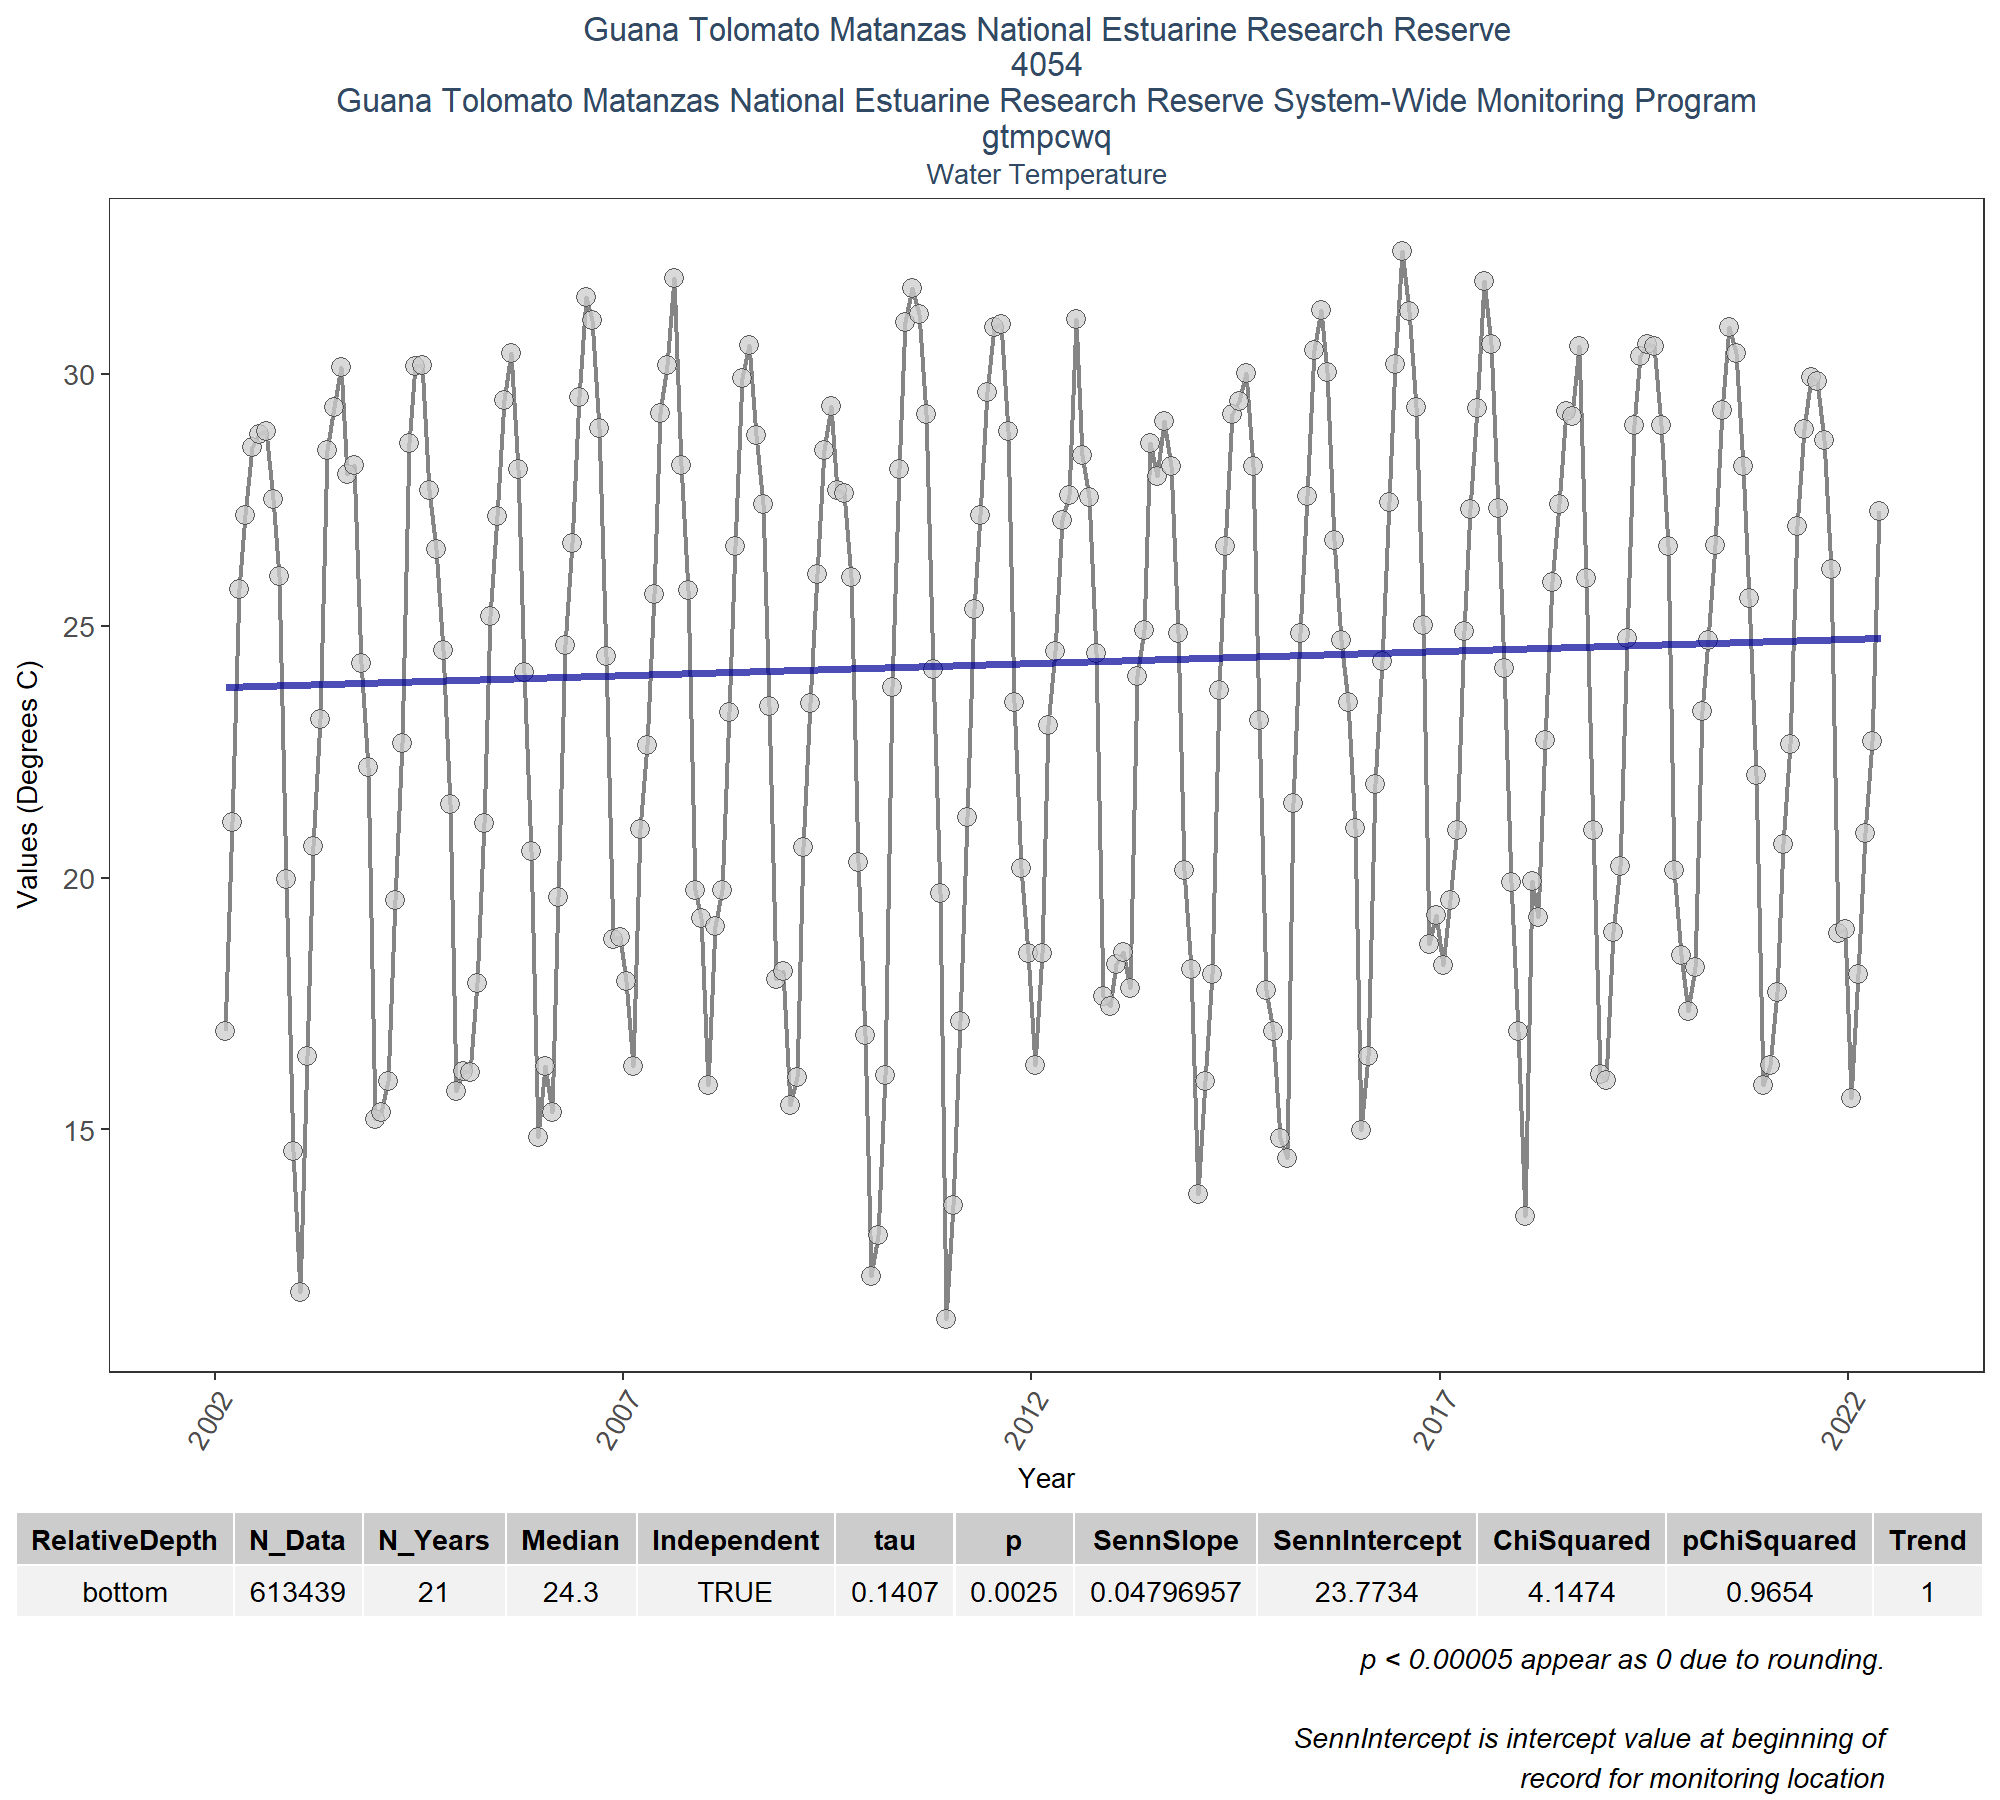 Guana Tolomato Matanzas National Estuarine Research Reserve
4054
Guana Tolomato Matanzas National Estuarine Research Reserve System-Wide Monitoring Program
gtmpcwq
Water Temperature
Values (Degrees C)
30
25
20
15
2002 2007 2012 2017 2022
Year
RelativeDepth N_Data N_Years Median Independent tau p SennSlope SennIntercept ChiSquared pChiSquared Trend
bottom 613439 21 24.3 TRUE 0.1407 0.0025 0.04796957 23.7734 4.1474 0.9654 1
p < 0.00005 appear as 0 due to rounding.
SennIntercept is intercept value at beginning of
record for monitoring location